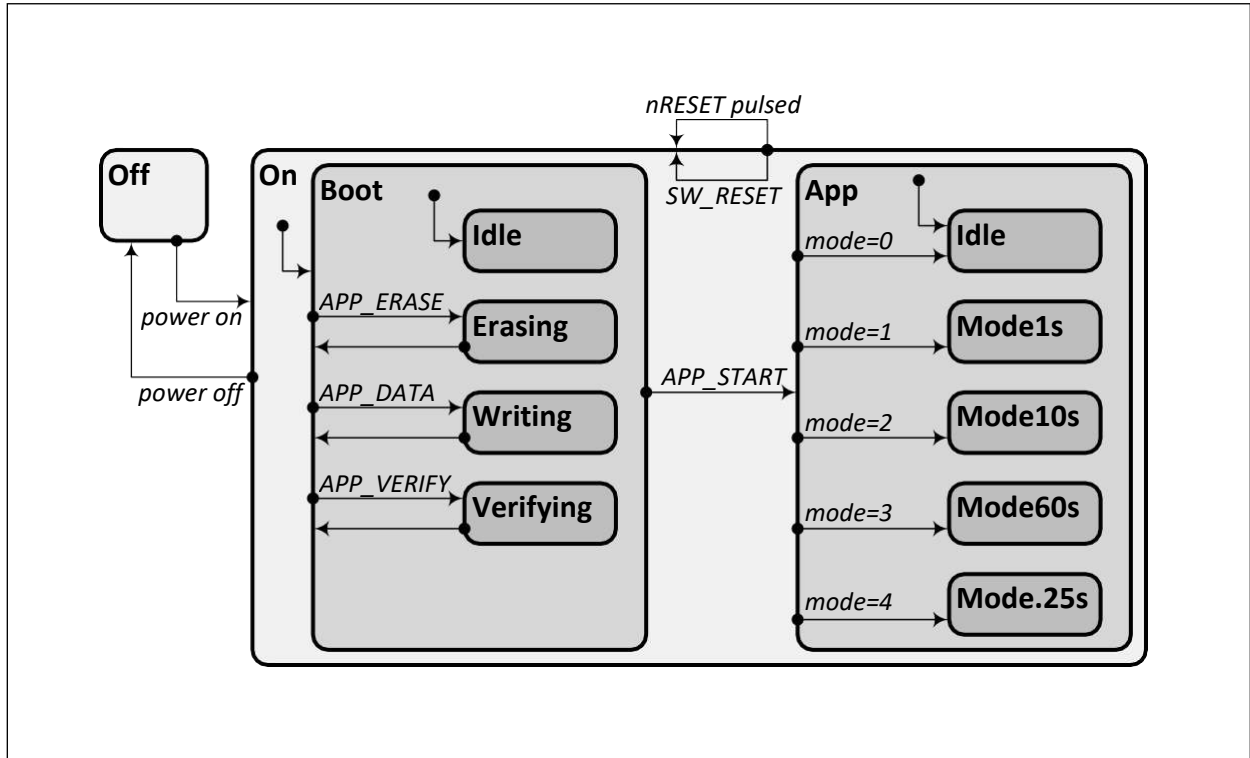 nRESET pulsed
Off
On
Boot
SW_RESET
App
Idle
mode=0
Idle
power on
APP_ERASE
Erasing
mode=1
Mode1s
power off
APP_START
APP_DATA
Writing
mode=2
Mode10s
APP_VERIFY
Verifying
mode=3
Mode60s
mode=4
Mode.25s